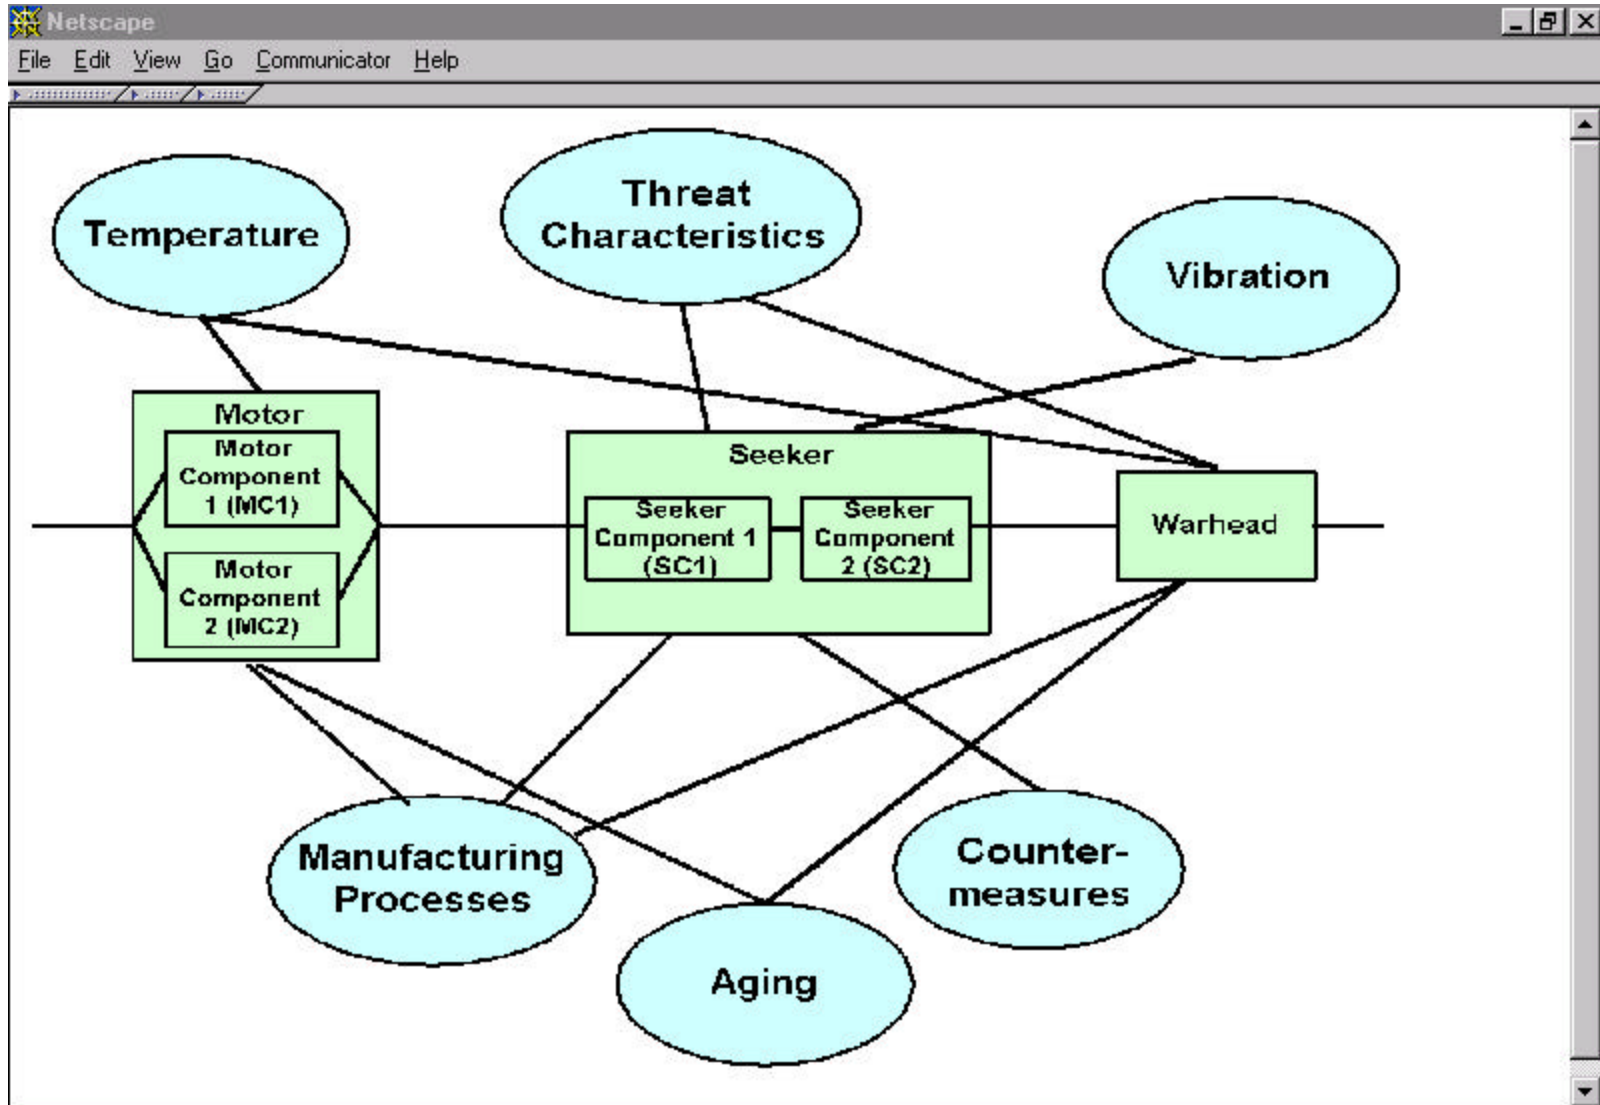 Netscape
File Edit View Go Communicator Help
Temperature
Threat
Characteristics
Vibration
Motor
Motor
Component
1 (MC1)
Motor
Component
2 (MC2)
Seeker
Seeker
Component 1
(SC1)
Seeker
Component
2 (SC2)
Warhead
Manufacturing
Processes
Aging
Counter-
measures